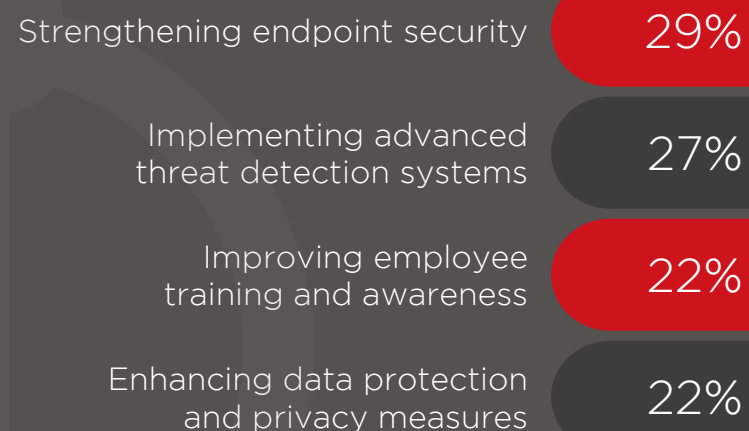 Strengthening endpoint security 29%
Implementing advanced
threat detection systems 27%
Improving employee
training and awareness 22%
Enhancing data protection
and privacy measures 22%